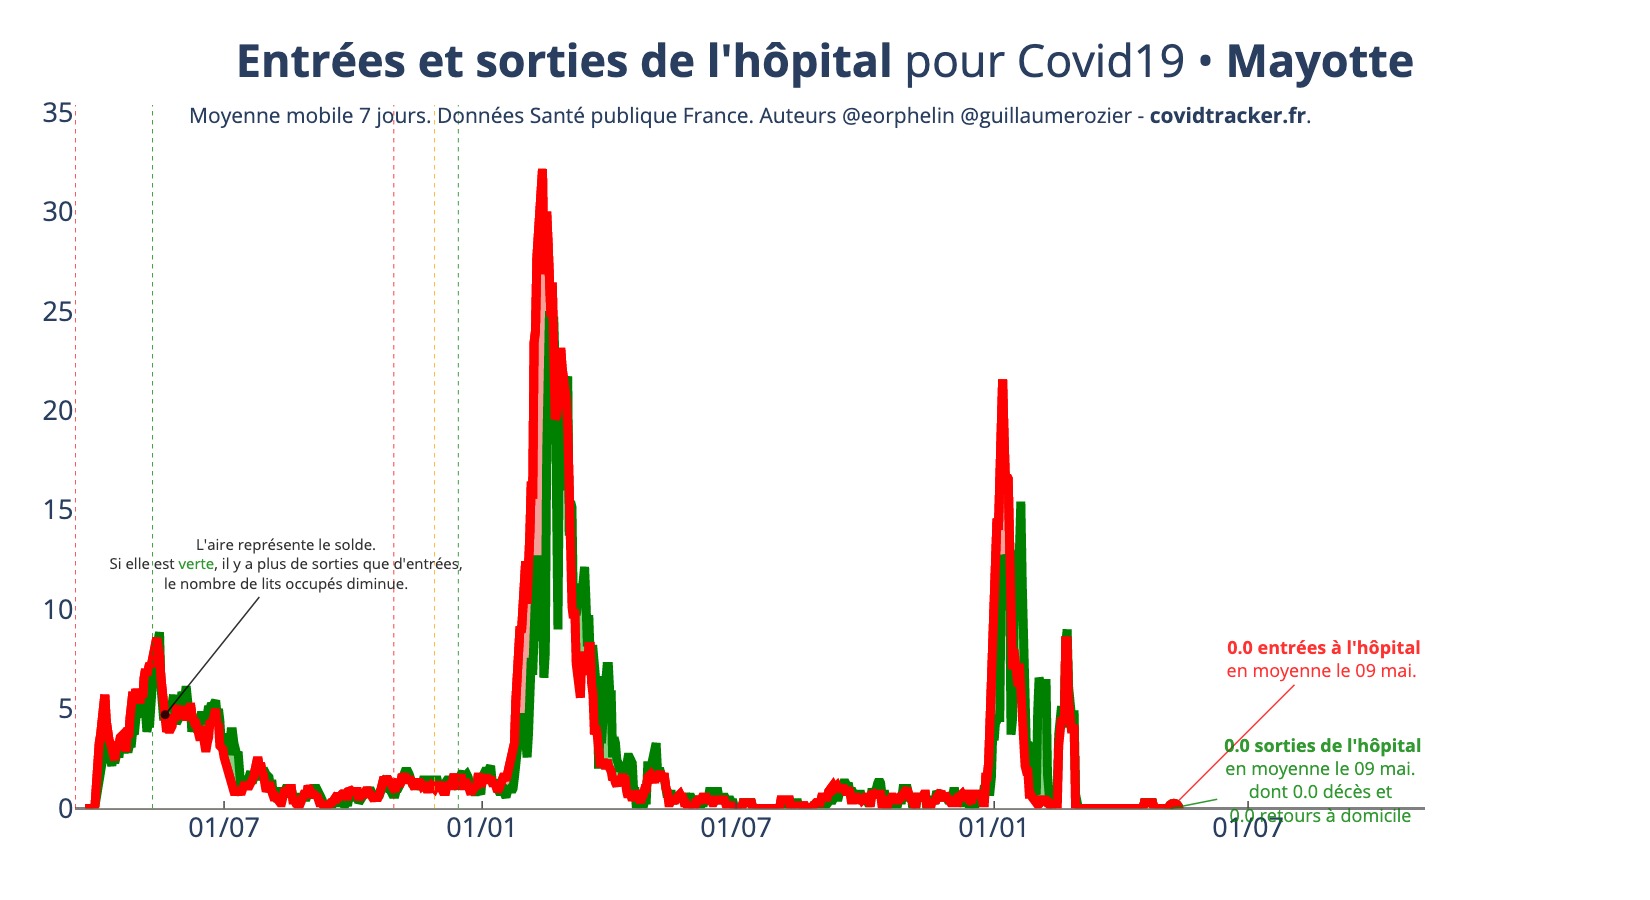 Entrées et sorties de l'hôpital pour Covid19 • Mayotte
Moyenne mobile 7 jours. Données Santé publique France. Auteurs @eorphelin @guillaumerozier - covidtracker.fr.
35
30
25
20
15
10
5
0
L'aire représente le solde.
Si elle est verte, il y a plus de sorties que d'entrées,
le nombre de lits occupés diminue.
0.0 entrées à l'hôpital
en moyenne le 09 mai.
0.0 sorties de l'hôpital
en moyenne le 09 mai.
dont 0.0 décès et
0.0 retours à domicile
01/07
01/01
01/07
01/01
01/07